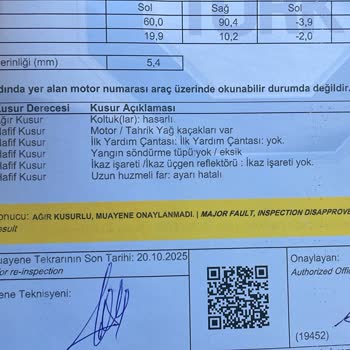 Sol Sağ Sol
60,0 90,4 -3,9
19,9 10,2 -2,0
erinliği (mm) 5,4
dında yer alan motor numarası araç üzerinde okunabilir durumda değildir.
Kusur Derecesi Kusur Açıklaması
Ağır Kusur Koltuk(lar): hasarlı
Hafif Kusur Motor / Tahrik Yağ kaçakları var
Hafif Kusur İlk Yardım Çantası: İlk Yardım Çantası: yok.
Hafif Kusur Yangın söndürme tüpü:yok / eksik
Hafif Kusur İkaz işareti /İkaz üçgen reflektörü : İkaz işareti yok.
Hafif Kusur Uzun huzmeli far: ayarı hatalı
onucu: AĞIR KUSURLU, MUAYENE ONAYLANMADI. | MAJOR FAULT, INSPECTION DISAPPROVE
esult
uayene Tekrarının Son Tarihi: 20.10.2025
for re-inspection
ene Teknisyeni:
Onaylayan:
Authorized Offi
(19452)